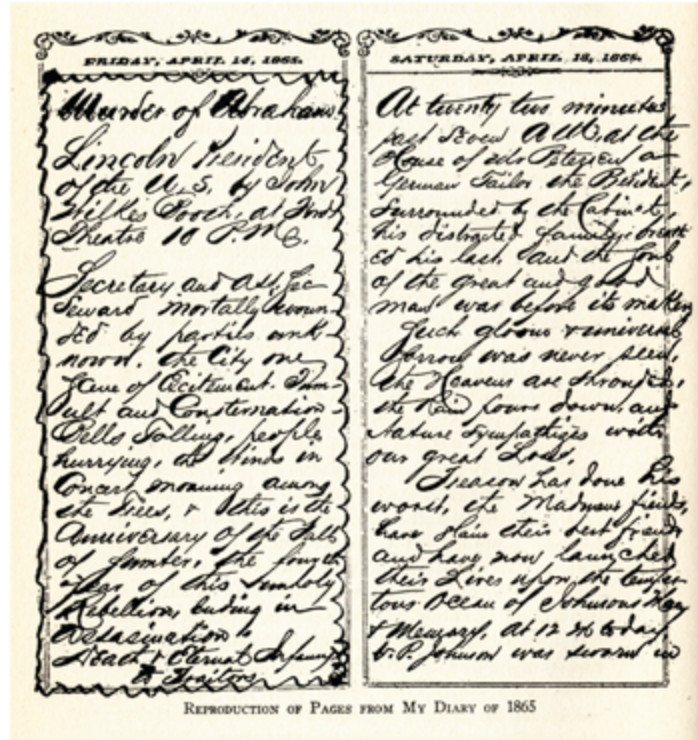 FRIDAY, APRIL 14, 1865.
Murder of Abraham
Lincoln President
of the U.S. by John
Wilkes Booth, at Fords
Theatre 10 P.M.
Secretary and Ast. Sec
Seward mortally woun-
ded by parties unk-
nown. the City one
Scene of Excitement. Tum-
ult and Consternation-
Bells Tolling, people
hurrying, the Winds in
Concert moaning among
the trees, & this is the
Anniversary of the Fall
of Sumter, the fourth
Year of this unholy
Rebellion, Ending in
Assasination
Death & Eternal Infamy
to Traitors
SATURDAY, APRIL 15, 1865.
At twenty two minutes
past seven A.M. at the
House of Mr Petersen a
German Tailor the President,
surrounded by the Cabinet,
his distracted family breath
ed his last. and the Soul
of the great and good
man was before its maker
Such gloom & universal
sorrow was never seen,
the Heavens are shrouded,
the Rain pours down, and
Nature Sympathizes with
our great Loss.
Treason has done his
worst, the Madmen fiends,
have slain their best friend
and have now launched
their Lives upon the tempes-
tous Ocean of Johnsons
& Memory. At 12 M today,
V.P. Johnson was sworn in
REPRODUCTION OF PAGES FROM MY DIARY OF 1865